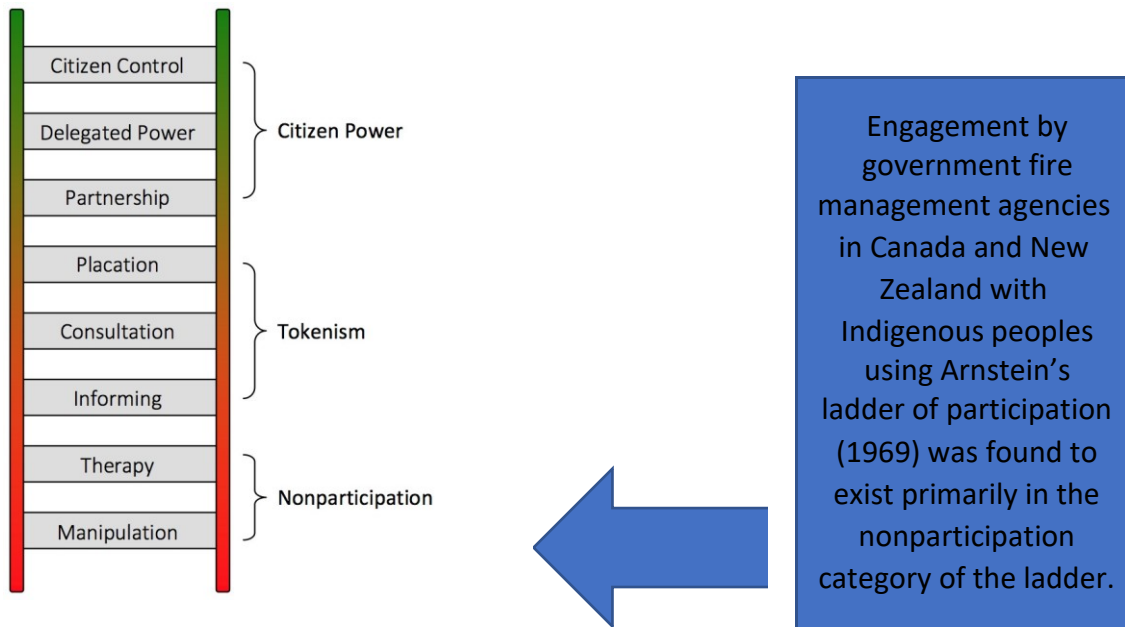 Citizen Control
Delegated Power
Partnership
Placation
Consultation
Informing
Therapy
Manipulation
Citizen Power
Tokenism
Nonparticipation
Engagement by
government fire
management agencies
in Canada and New
Zealand with
Indigenous peoples
using Arnstein’s
ladder of participation
(1969) was found to
exist primarily in the
nonparticipation
category of the ladder.